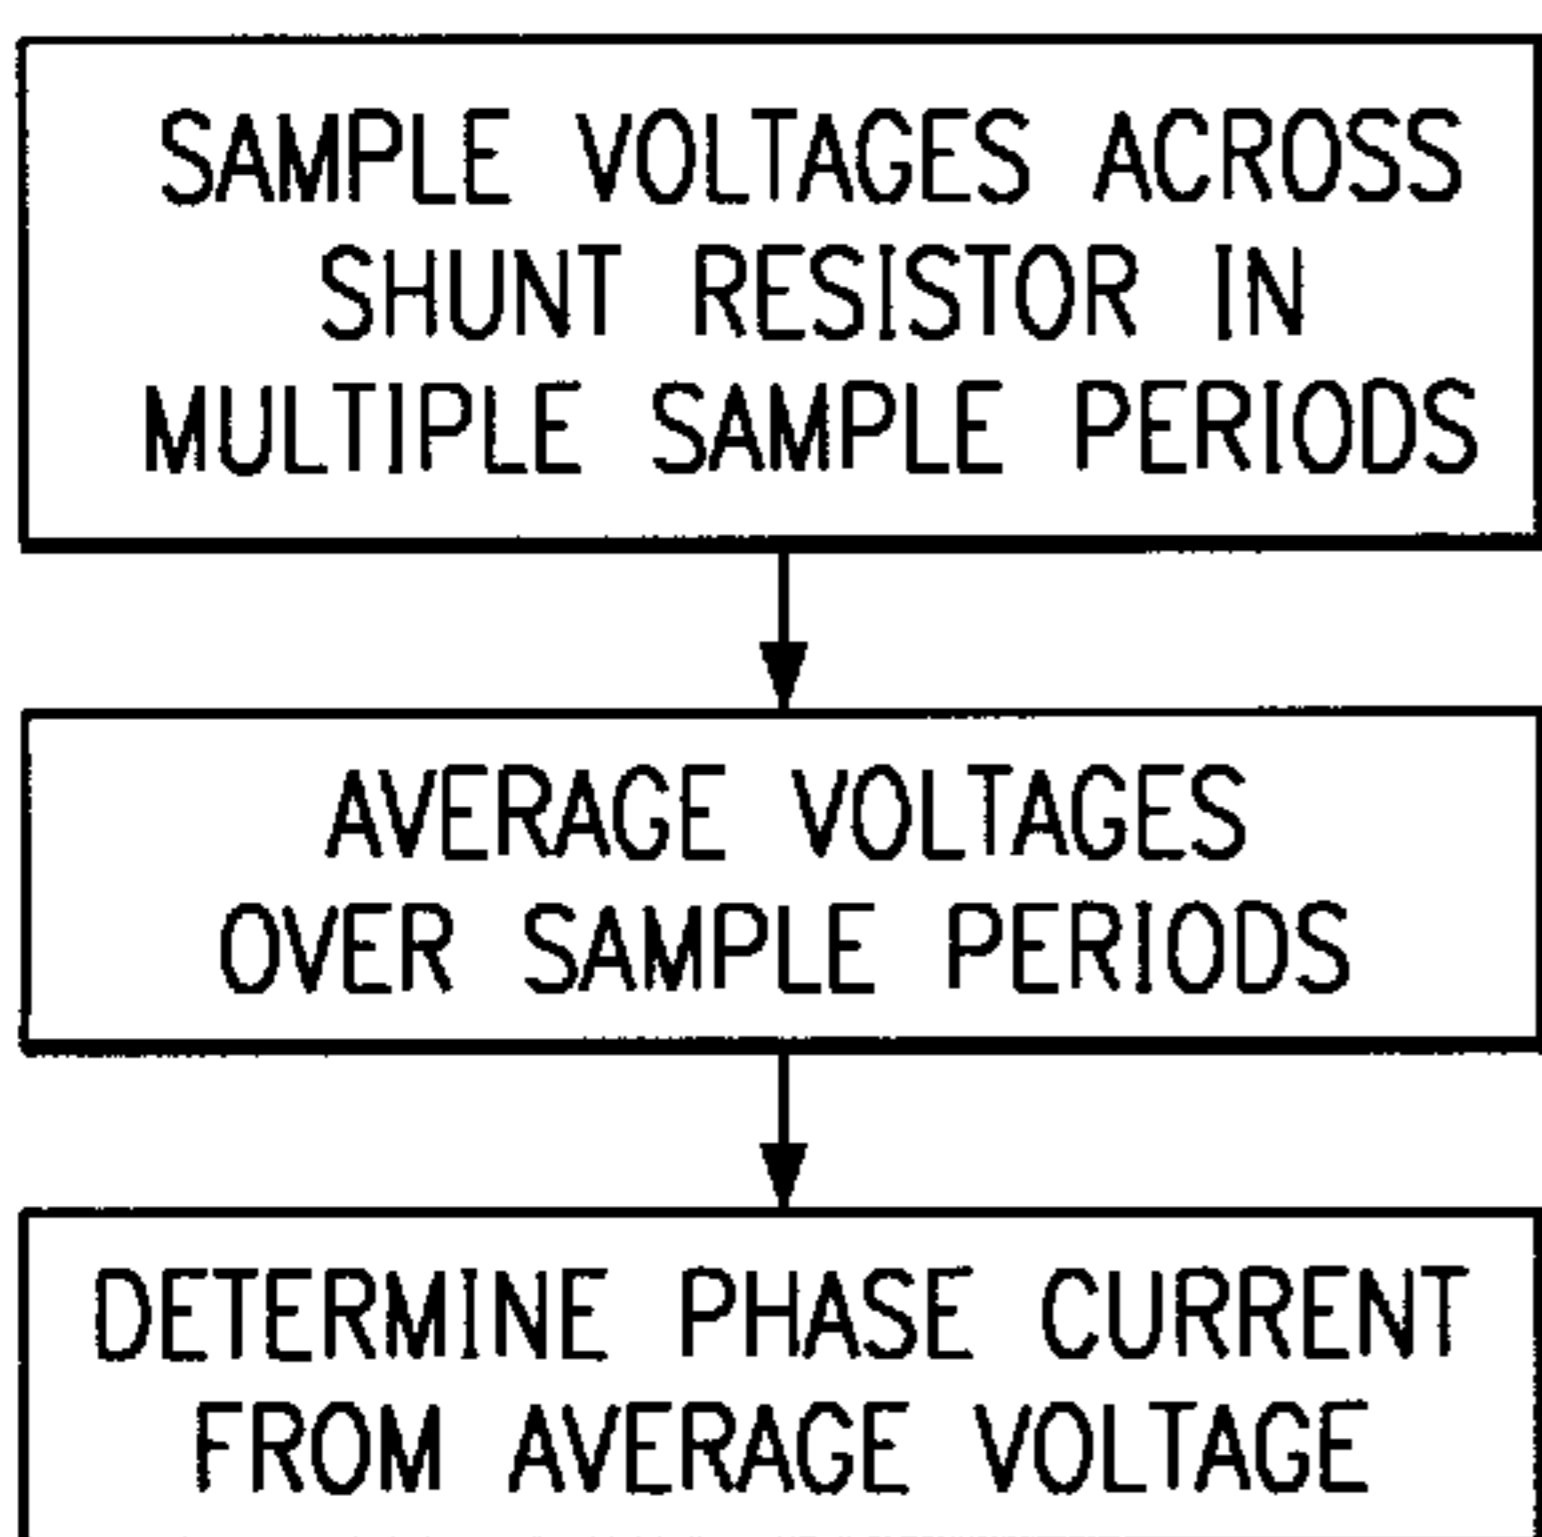 SAMPLE VOLTAGES ACROSS
SHUNT RESISTOR IN
MULTIPLE SAMPLE PERIODS
AVERAGE VOLTAGES
OVER SAMPLE PERIODS
DETERMINE PHASE CURRENT
FROM AVERAGE VOLTAGE